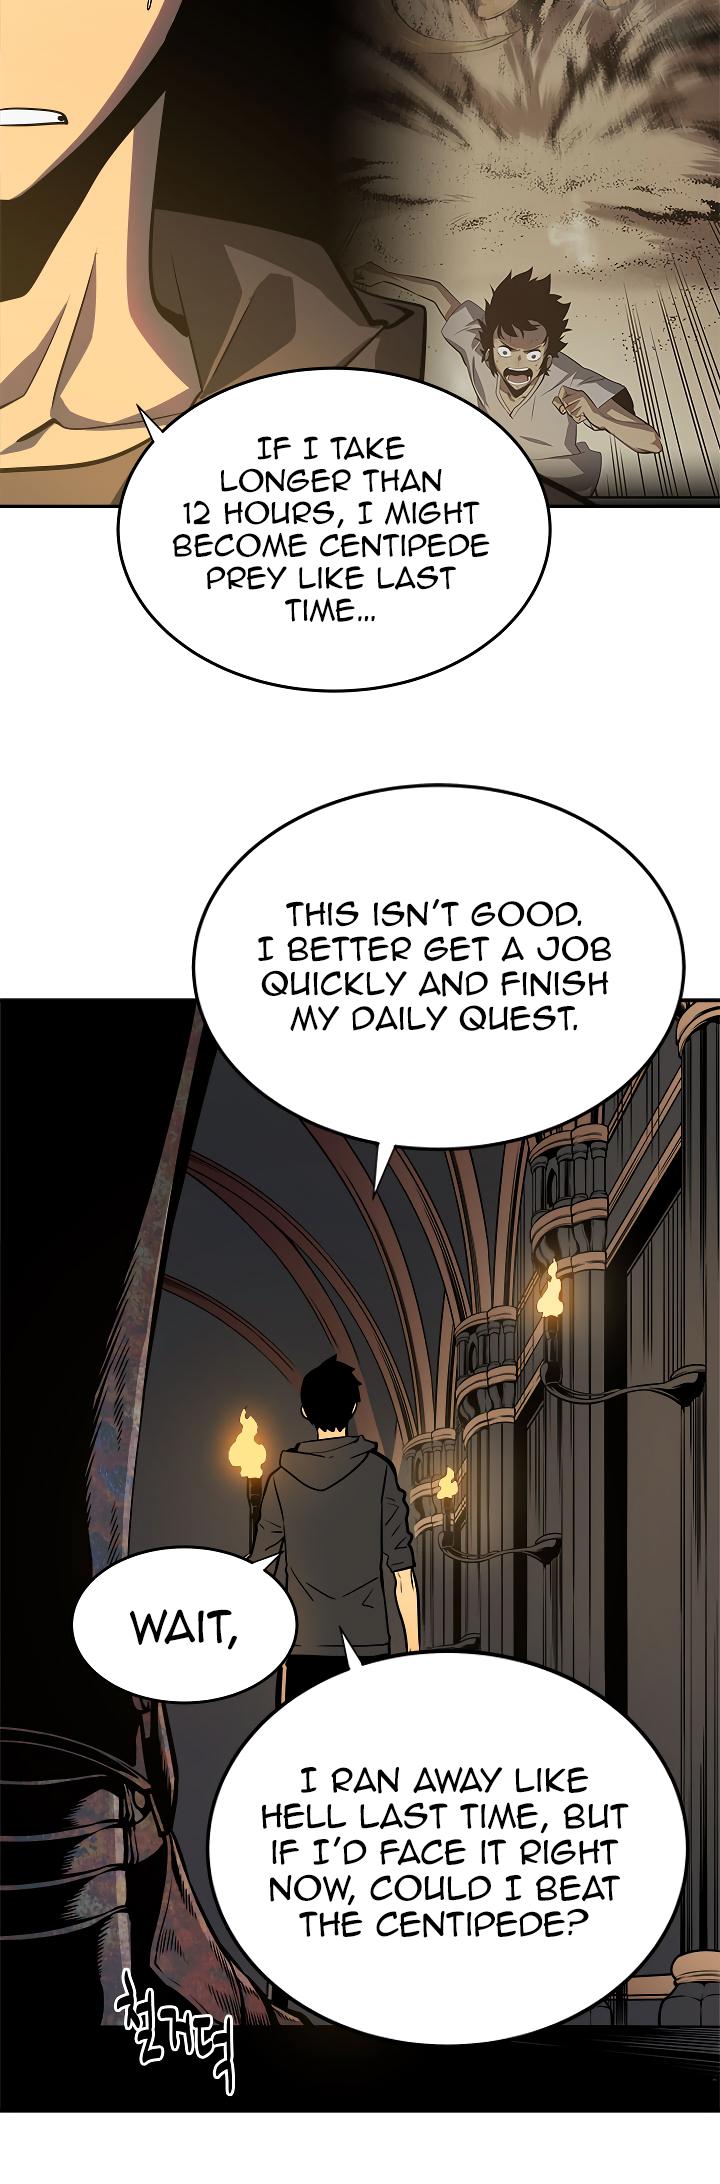 IF I TAKE
LONGER THAN
12 HOURS, I MIGHT
BECOME CENTIPEDE
PREY LIKE LAST
TIME...
THIS ISN'T GOOD.
I BETTER GET A JOB
QUICKLY AND FINISH
MY DAILY QUEST.
WAIT,
I RAN AWAY LIKE
HELL LAST TIME, BUT
IF I'D FACE IT RIGHT
NOW, COULD I BEAT
THE CENTIPEDE?
철거덕